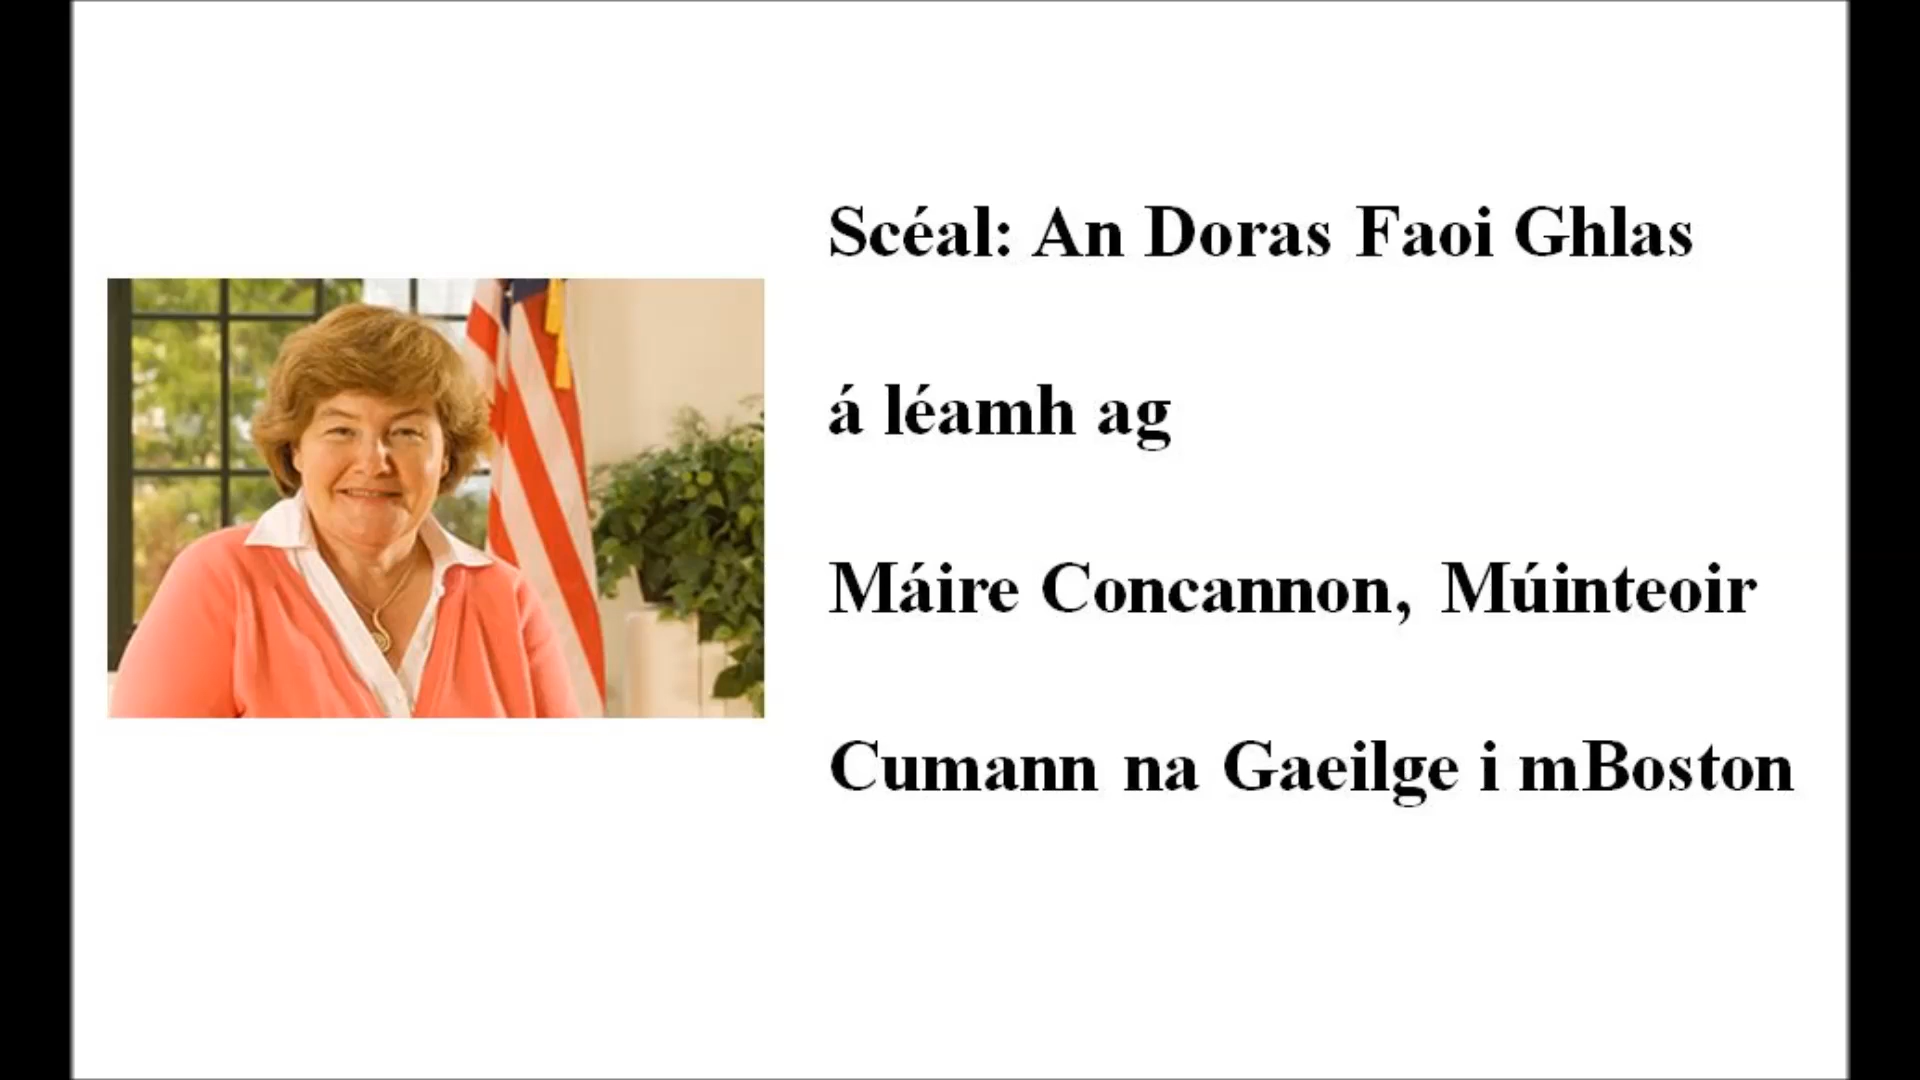 Scéal: An Doras Faoi Ghlas
á léamh ag
Máire Concannon, Múinteoir
Cumann na Gaeilge i mBoston